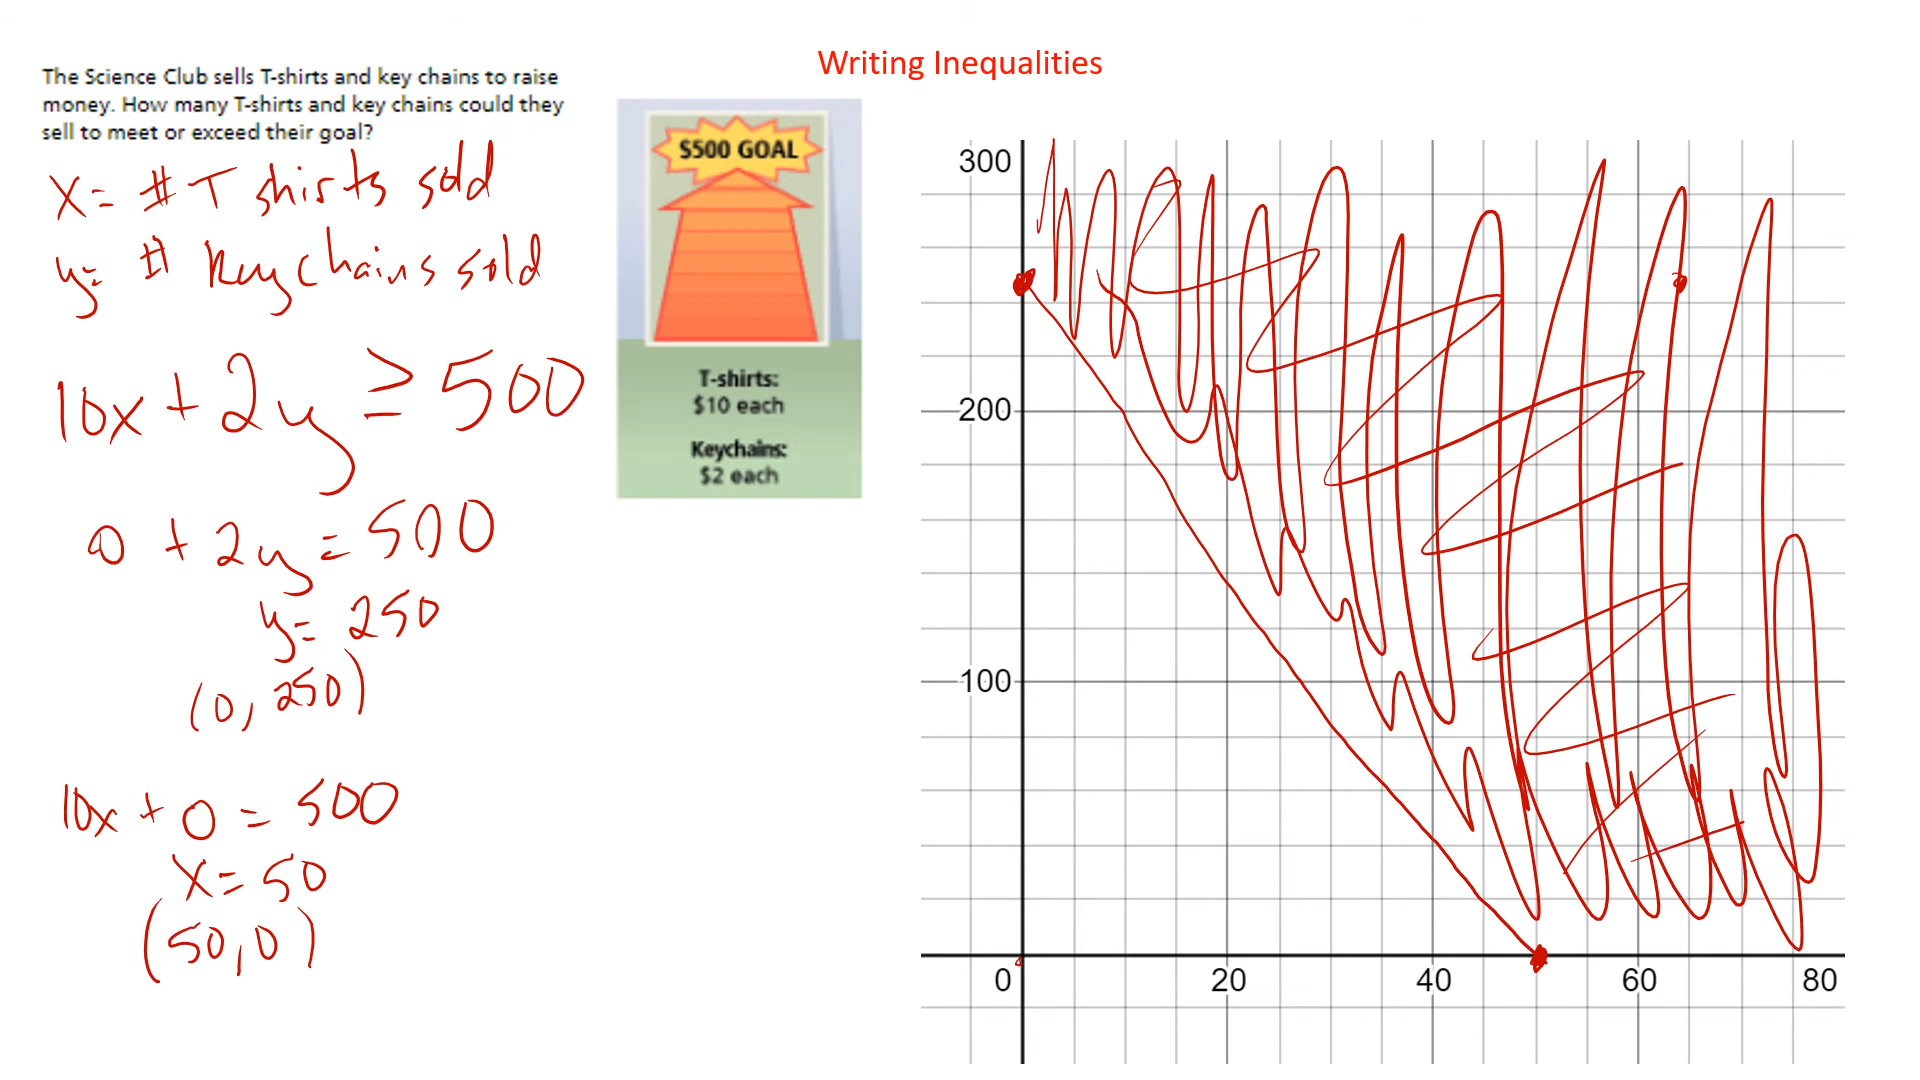 Writing Inequalities
The Science Club sells T-shirts and key chains to raise
money. How many T-shirts and key chains could they
sell to meet or exceed their goal?
x = # T shirts sold
y = # Key chains sold
10x + 2y ≥ 500
0 + 2y = 500
y = 250
(0, 250)
10x + 0 = 500
x = 50
(50, 0)
$500 GOAL
T-shirts:
$10 each
Keychains:
$2 each
300
200
100
0 20 40 60 80